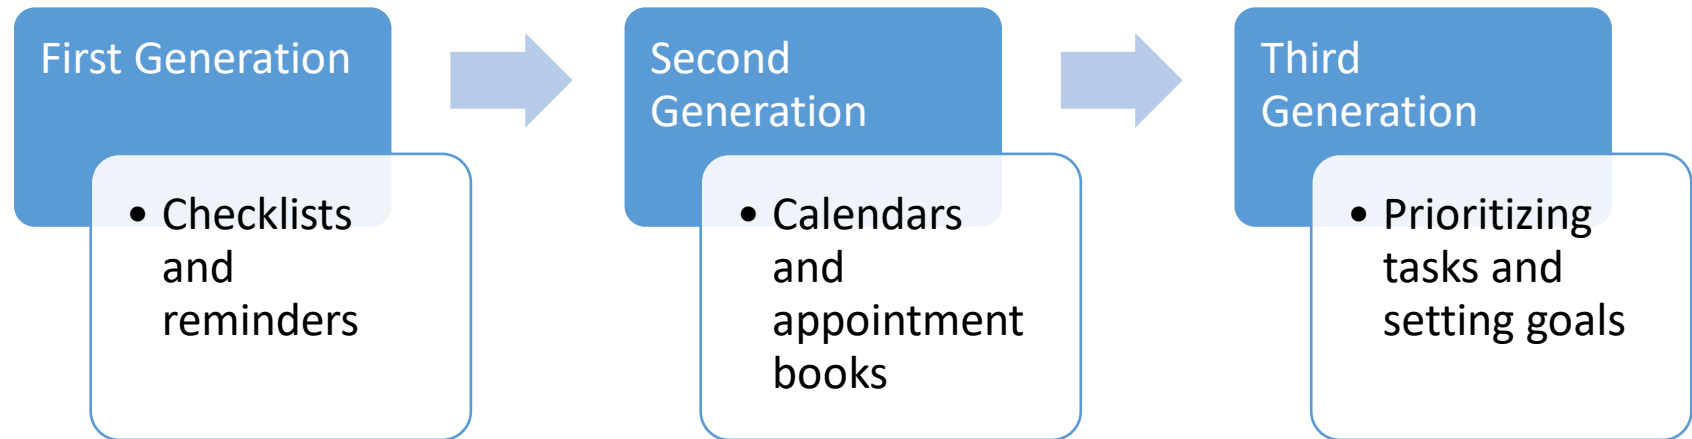 First Generation
• Checklists
and
reminders
Second
Generation
• Calendars
and
appointment
books
Third
Generation
• Prioritizing
tasks and
setting goals